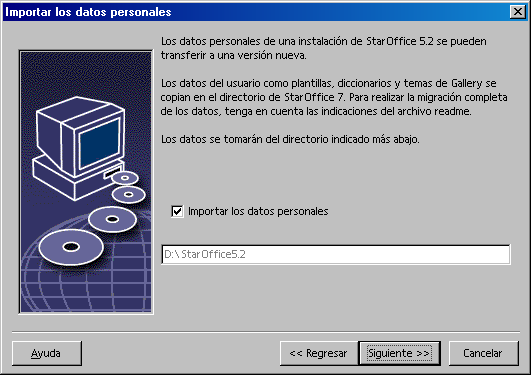 Importar los datos personales
Los datos personales de una instalación de StarOffice 5.2 se pueden
transferir a una versión nueva.
Los datos del usuario como plantillas, diccionarios y temas de Gallery se
copian en el directorio de StarOffice 7. Para realizar la migración completa
de los datos, tenga en cuenta las indicaciones del archivo readme.
Los datos se tomarán del directorio indicado más abajo.
Importar los datos personales
D:\StarOffice5.2
Ayuda
<< Regresar
Siguiente >>
Cancelar